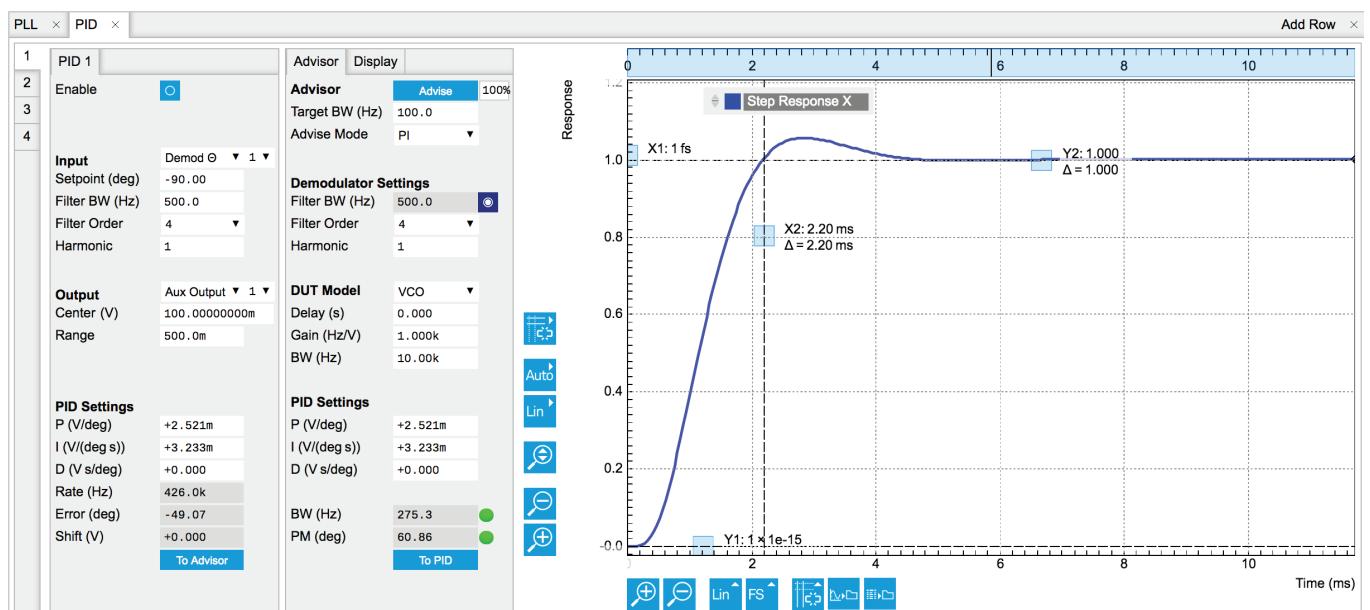 PLL × PID × Add Row ×
1
2
3
4
PID 1
Enable
Input Demod Θ ▼ 1 ▼
Setpoint (deg) -90.00
Filter BW (Hz) 500.0
Filter Order 4 ▼
Harmonic 1
Output Aux Output ▼ 1 ▼
Center (V) 100.00000000m
Range 500.0m
PID Settings
P (V/deg) +2.521m
I (V/(deg s)) +3.233m
D (V s/deg) +0.000
Rate (Hz) 426.0k
Error (deg) -49.07
Shift (V) +0.000
To Advisor
Advisor Display
Advisor Advise 100%
Target BW (Hz) 100.0
Advise Mode PI ▼
Demodulator Settings
Filter BW (Hz) 500.0
Filter Order 4 ▼
Harmonic 1
DUT Model VCO ▼
Delay (s) 0.000
Gain (Hz/V) 1.000k
BW (Hz) 10.00k
PID Settings
P (V/deg) +2.521m
I (V/(deg s)) +3.233m
D (V s/deg) +0.000
BW (Hz) 275.3
PM (deg) 60.86
To PID
Auto
Lin
0 2 4 6 8 10
Response
1.2
Step Response X
X1: 1 fs
1.0
Y2: 1.000
Δ = 1.000
X2: 2.20 ms
Δ = 2.20 ms
0.8
0.6
0.4
0.2
-0.0
Y1: 1 × 1e-15
0 2 4 6 8 10
Time (ms)
Lin FS